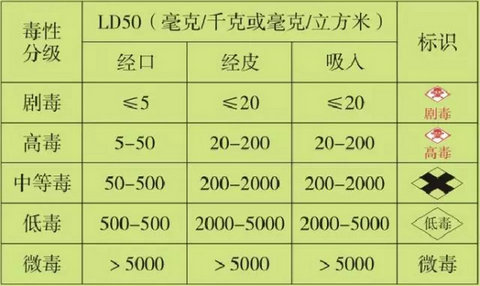 毒性分级 LD50（毫克/千克或毫克/立方米） 标识
经口 经皮 吸入
剧毒 ≤5 ≤20 ≤20 剧毒
高毒 5-50 20-200 20-200 高毒
中等毒 50-500 200-2000 200-2000
低毒 500-500 2000-5000 2000-5000 低毒
微毒 >5000 >5000 >5000 微毒